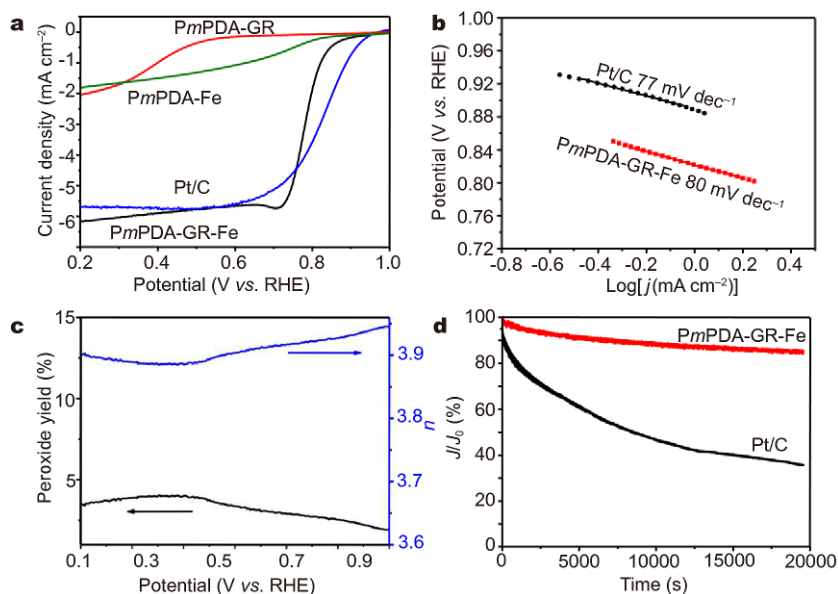 a
PmPDA-GR
PmPDA-Fe
Pt/C
PmPDA-GR-Fe
Current density (mA cm⁻²)
0
-1
-2
-3
-4
-5
-6
0.2 0.4 0.6 0.8 1.0
Potential (V vs. RHE)
b
Pt/C 77 mV dec⁻¹
PmPDA-GR-Fe 80 mV dec⁻¹
Potential (V vs. RHE)
1.00
0.96
0.92
0.88
0.84
0.80
0.76
0.72
-0.8 -0.6 -0.4 -0.2 0.0 0.2 0.4
Log[j(mA cm⁻²)]
c
Peroxide yield (%)
15
10
5
3.9
3.8
3.7
3.6
n
0.1 0.3 0.5 0.7 0.9
Potential (V vs. RHE)
d
PmPDA-GR-Fe
Pt/C
J/J₀ (%)
100
80
60
40
20
0
0 5000 10000 15000 20000
Time (s)